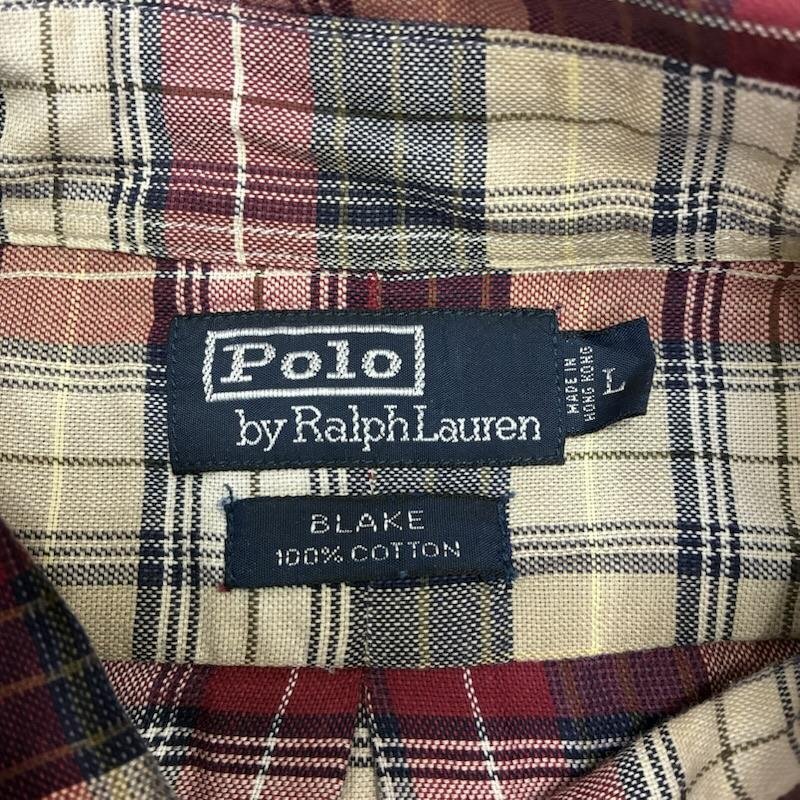 Polo
by Ralph Lauren
MADE IN
HONG KONG
L
BLAKE
100% COTTON